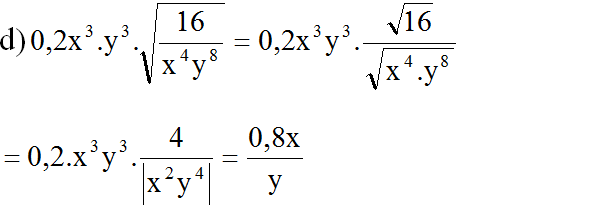 d) 0,2x³.y³.√(16/(x⁴y⁸)) = 0,2x³y³.√16/√(x⁴.y⁸)
= 0,2.x³y³.4/|x²y⁴| = 0,8x/y